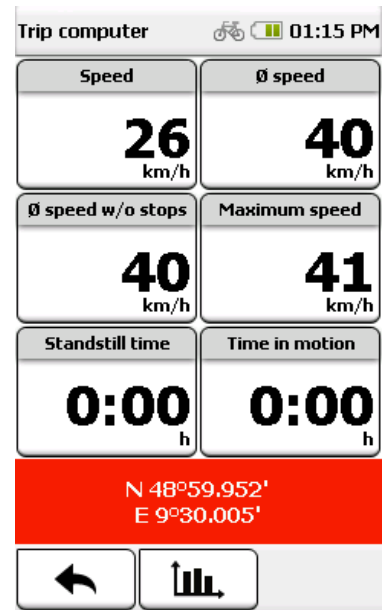 Trip computer 01:15 PM
Speed Ø speed
26 40
km/h km/h
Ø speed w/o stops Maximum speed
40 41
km/h km/h
Standstill time Time in motion
0:00 0:00
h h
N 48°59.952'
E 9°30.005'